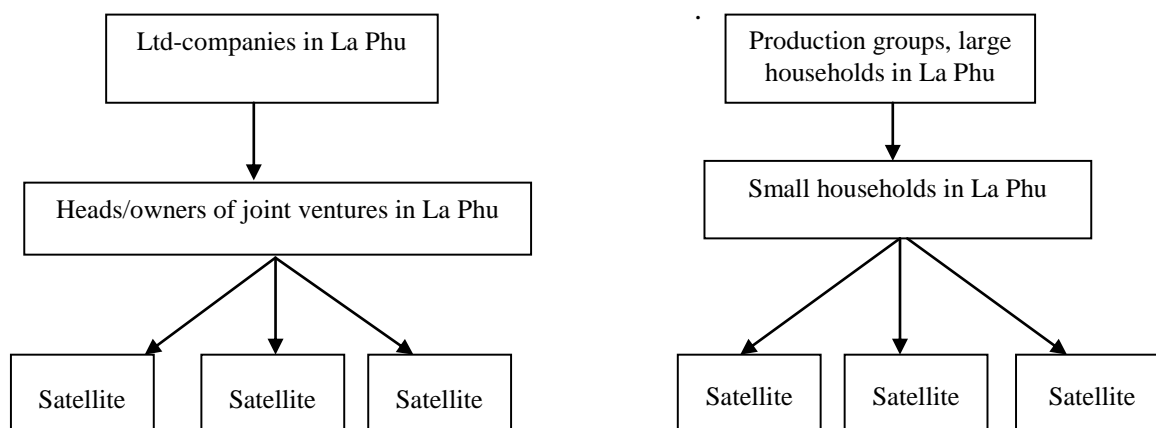 Ltd-companies in La Phu
Production groups, large
households in La Phu
Heads/owners of joint ventures in La Phu
Small households in La Phu
Satellite
Satellite
Satellite
Satellite
Satellite
Satellite